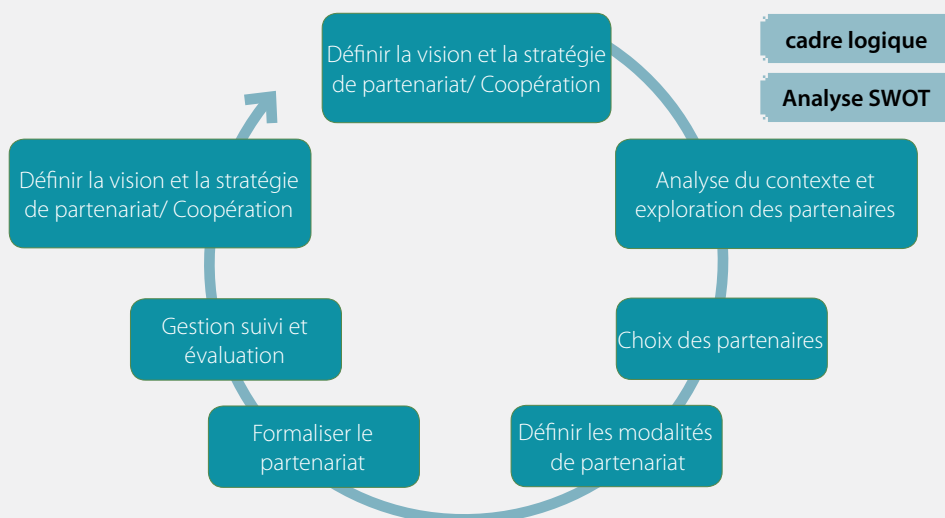 Définir la vision et la stratégie
de partenariat/ Coopération
cadre logique
Analyse SWOT
Analyse du contexte et
exploration des partenaires
Choix des partenaires
Définir les modalités
de partenariat
Formaliser le
partenariat
Gestion suivi et
évaluation
Définir la vision et la stratégie
de partenariat/ Coopération